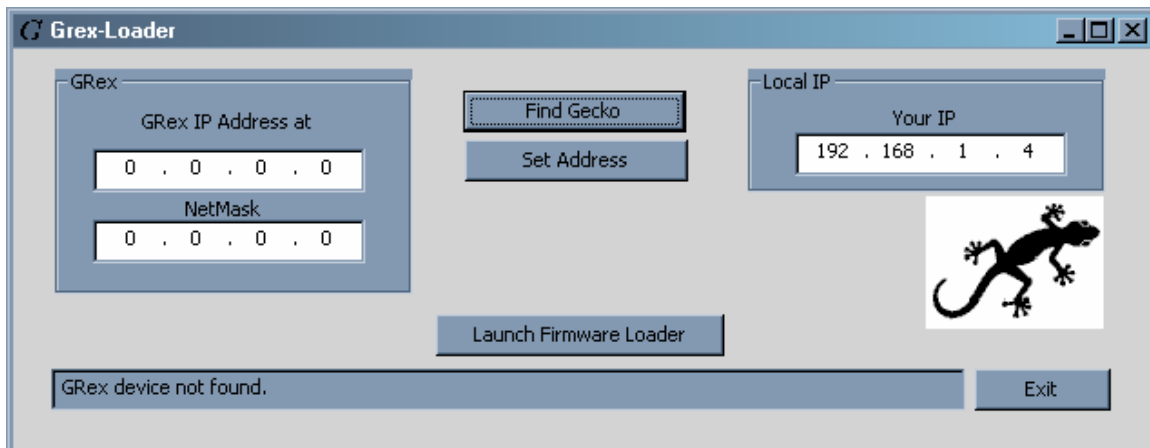 G Grex-Loader
GRex
GRex IP Address at
0 . 0 . 0 . 0
NetMask
0 . 0 . 0 . 0
Find Gecko
Set Address
Local IP
Your IP
192 . 168 . 1 . 4
Launch Firmware Loader
GRex device not found.
Exit